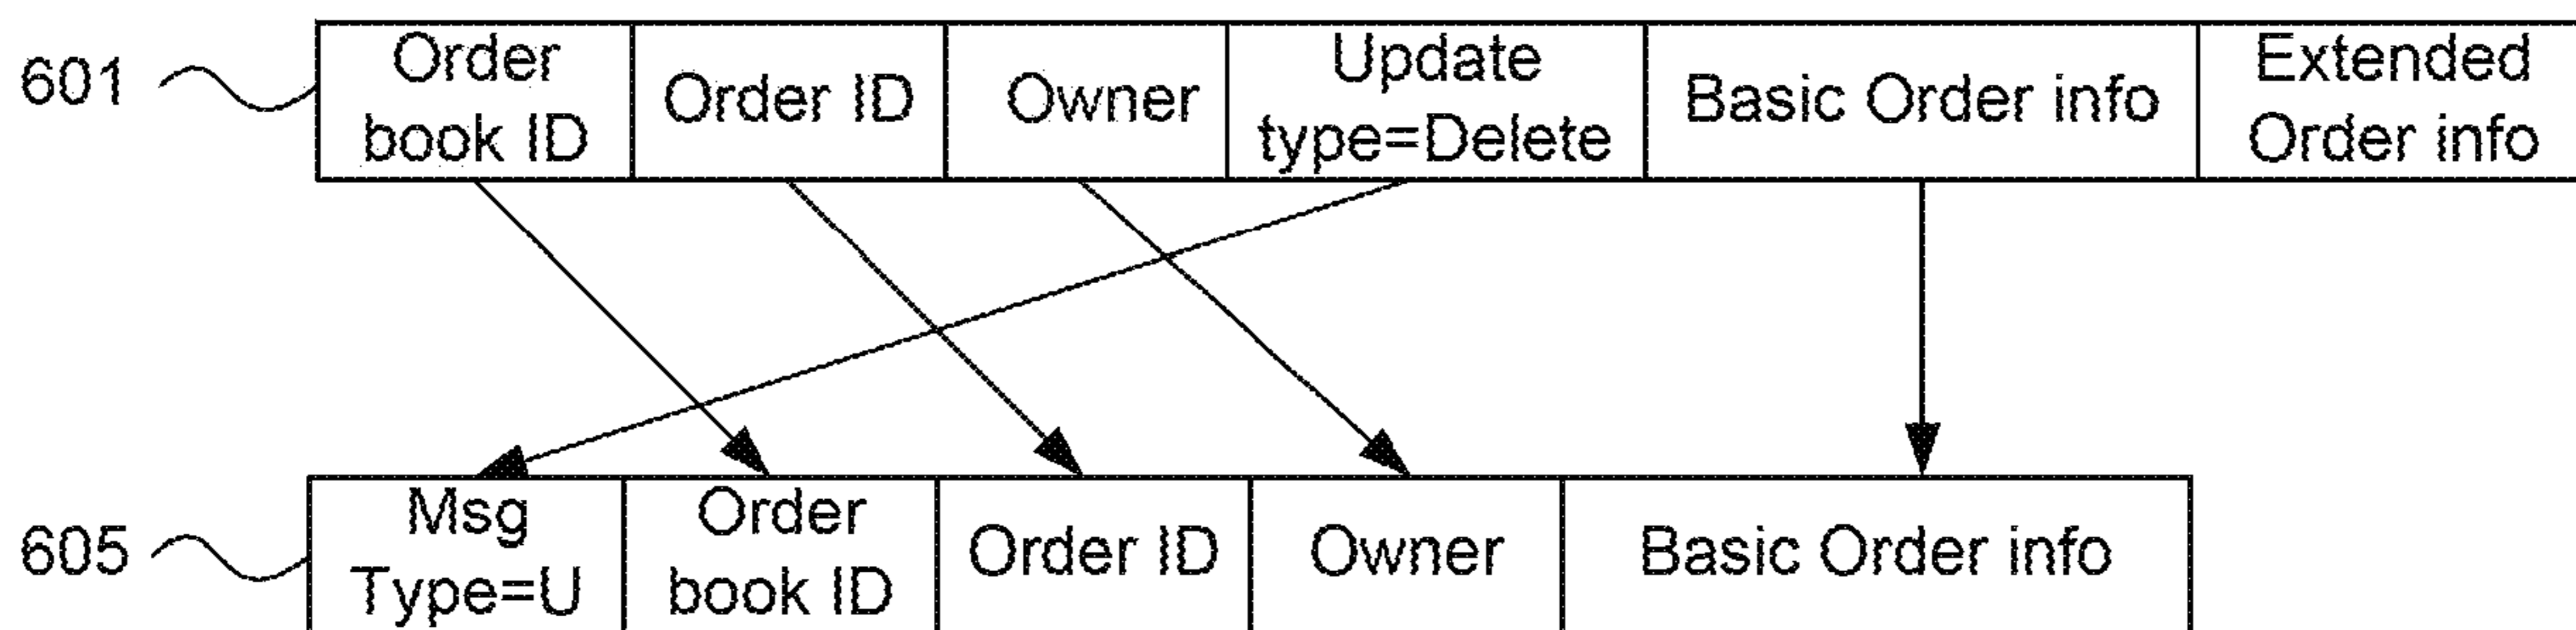 601
Order
book ID
Order ID
Owner
Update
type=Delete
Basic Order info
Extended
Order info
605
Msg
Type=U
Order
book ID
Order ID
Owner
Basic Order info